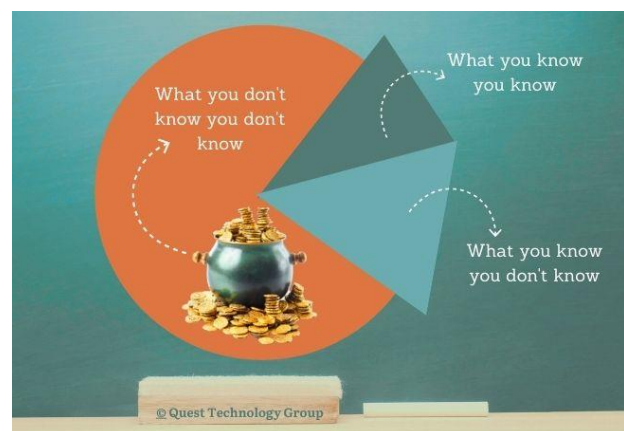 What you know
you know
What you don't
know you don't
know
What you know
you don't know
© Quest Technology Group